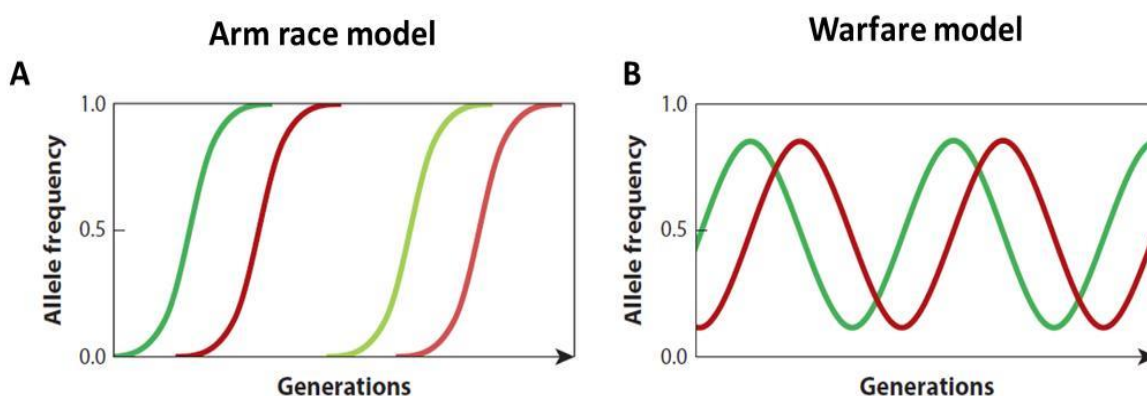 Arm race model
Warfare model
A
B
1.0
0.5
0.0
Allele frequency
Generations
1.0
0.5
0.0
Allele frequency
Generations